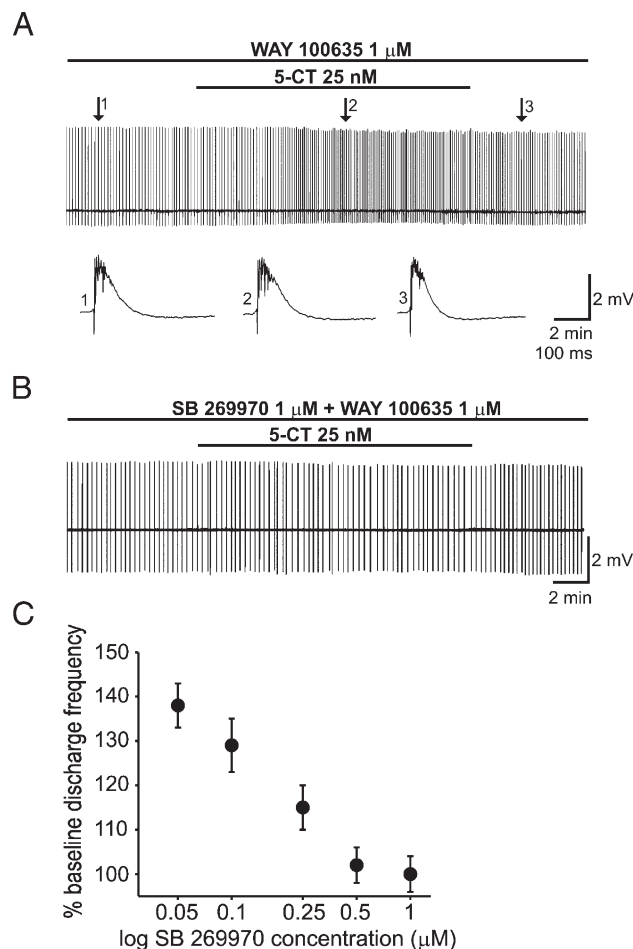 A
WAY 100635 1 μM
5-CT 25 nM
1 2 3
1 2 3
2 mV
2 min
100 ms
B
SB 269970 1 μM + WAY 100635 1 μM
5-CT 25 nM
2 mV
2 min
C
% baseline discharge frequency
150
140
130
120
110
100
0.05 0.1 0.25 0.5 1
log SB 269970 concentration (μM)